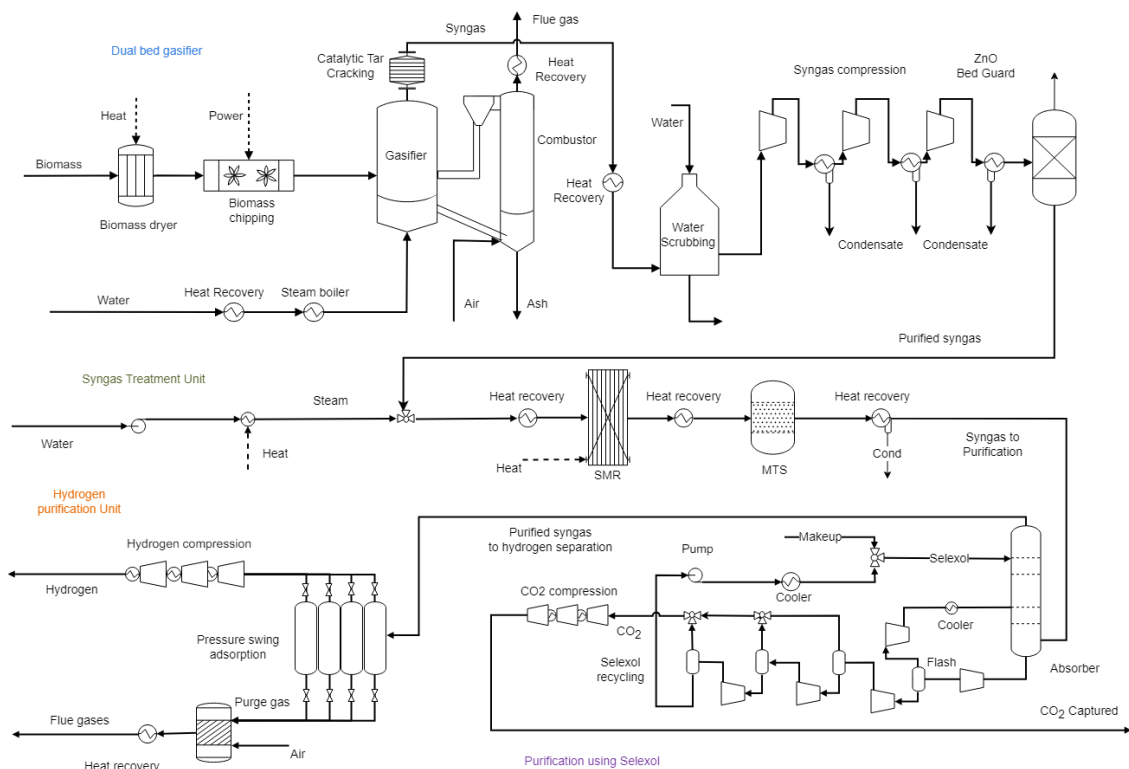 Dual bed gasifier
Catalytic Tar
Cracking
Syngas
Flue gas
Heat
Recovery
Combustor
Gasifier
Heat
Power
Biomass
Biomass dryer
Biomass
chipping
Water
Heat Recovery
Steam boiler
Air
Ash
Heat
Recovery
Water
Water
Scrubbing
Syngas compression
ZnO
Bed Guard
Condensate
Condensate
Purified syngas
Syngas Treatment Unit
Water
Heat
Steam
Heat recovery
Heat
SMR
Heat recovery
MTS
Heat recovery
Cond
Syngas to
Purification
Hydrogen
purification Unit
Hydrogen compression
Hydrogen
Pressure swing
adsorption
Purge gas
Flue gases
Heat recovery
Air
Purified syngas
to hydrogen separation
Pump
Makeup
Selexol
Cooler
CO2 compression
CO2
Selexol
recycling
Cooler
Flash
Absorber
CO2 Captured
Purification using Selexol